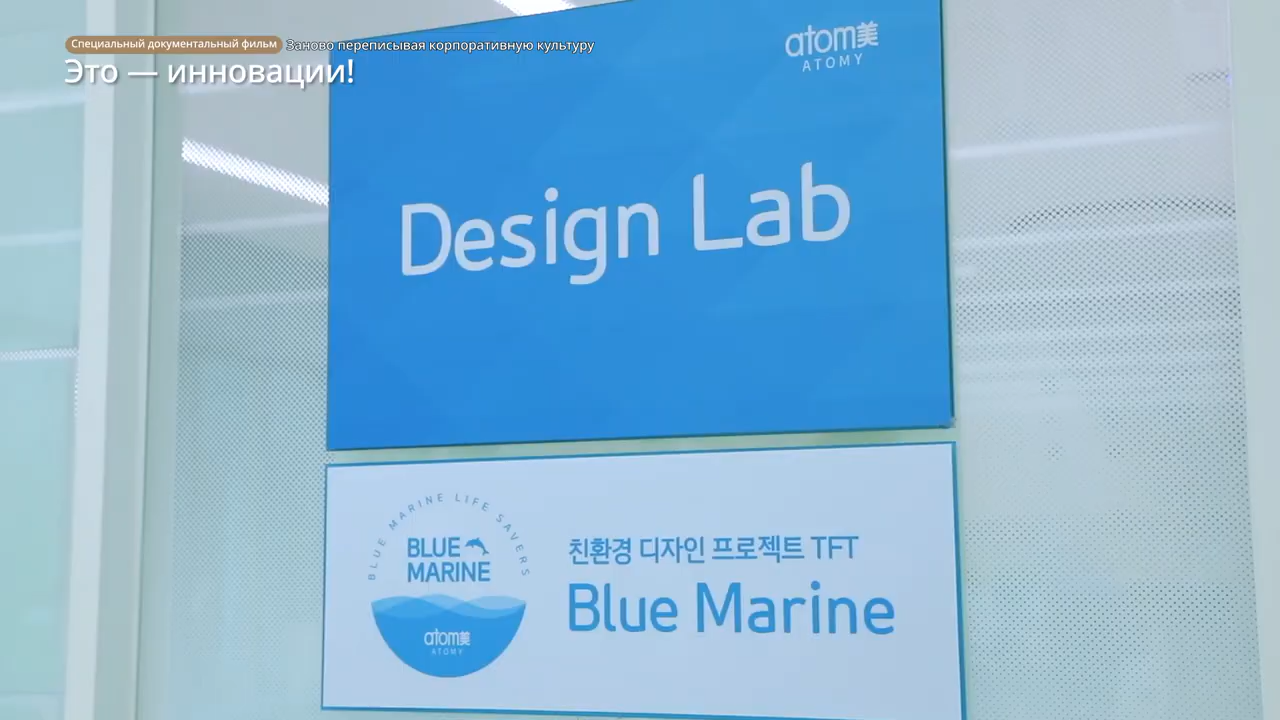 Специальный документальный фильм Заново переписывая корпоративную культуру
Это — инновации!
atom美
ATOMY
Design Lab
BLUE MARINE LIFE SAVERS
BLUE
MARINE
atom美
ATOMY
친환경 디자인 프로젝트 TFT
Blue Marine